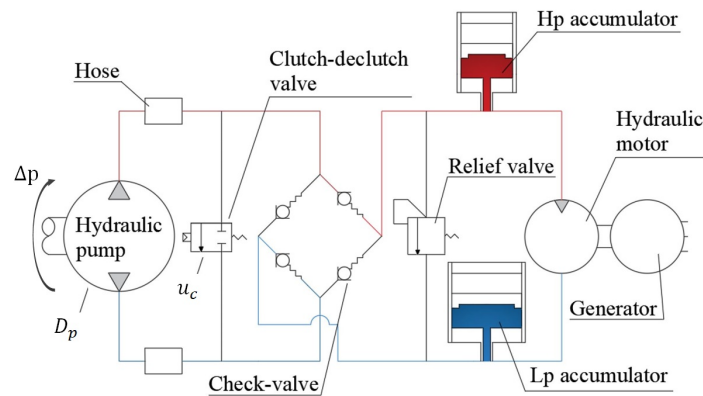 Hp accumulator
Clutch-declutch
valve
Hose
Hydraulic
motor
Relief valve
Δp
Hydraulic
pump
u_c
D_p
Generator
Check-valve
Lp accumulator